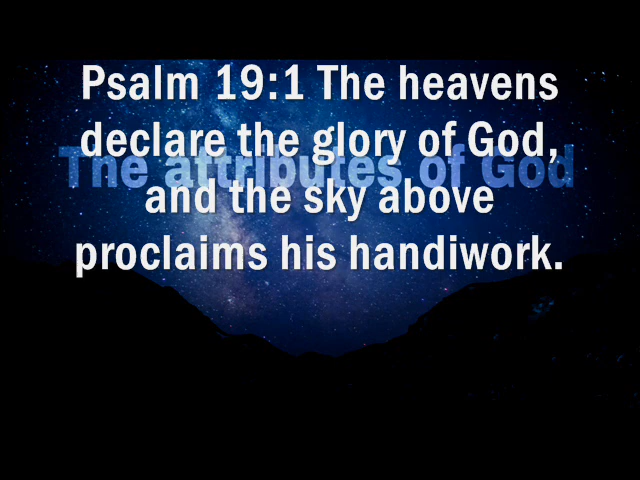 Psalm 19:1 The heavens
declare the glory of God,
The attributes of God
and the sky above
proclaims his handiwork.